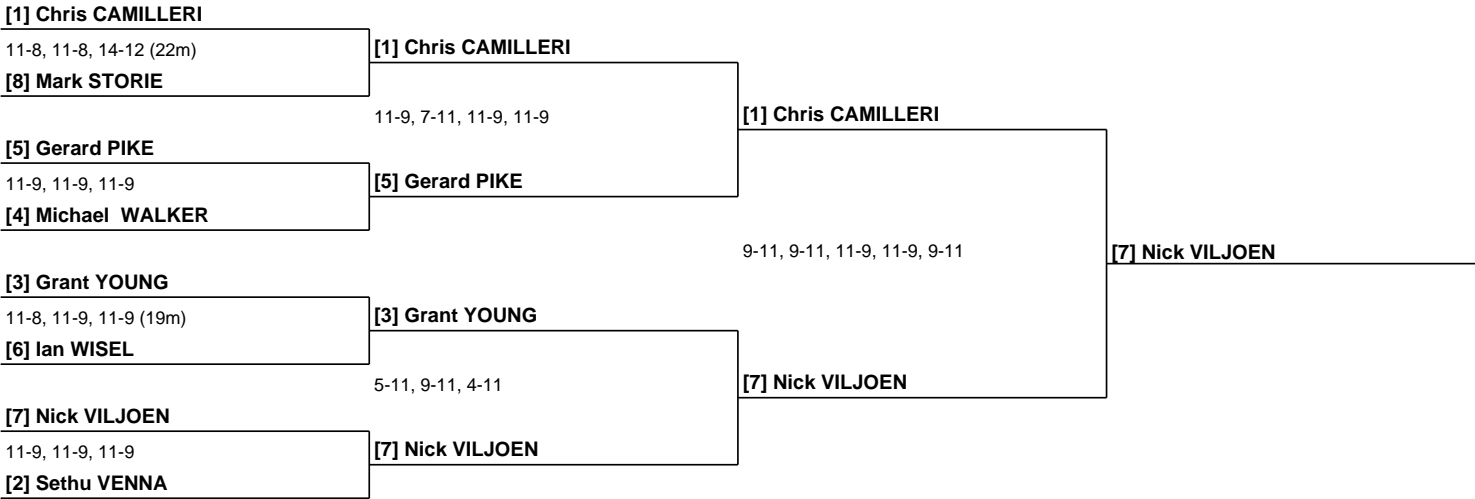 [1] Chris CAMILLERI
11-8, 11-8, 14-12 (22m)
[8] Mark STORIE
[5] Gerard PIKE
11-9, 11-9, 11-9
[4] Michael  WALKER
[3] Grant YOUNG
11-8, 11-9, 11-9 (19m)
[6] Ian WISEL
[7] Nick VILJOEN
11-9, 11-9, 11-9
[2] Sethu VENNA
[1] Chris CAMILLERI
11-9, 7-11, 11-9, 11-9
[5] Gerard PIKE
[3] Grant YOUNG
5-11, 9-11, 4-11
[7] Nick VILJOEN
[1] Chris CAMILLERI
9-11, 9-11, 11-9, 11-9, 9-11
[7] Nick VILJOEN
[7] Nick VILJOEN